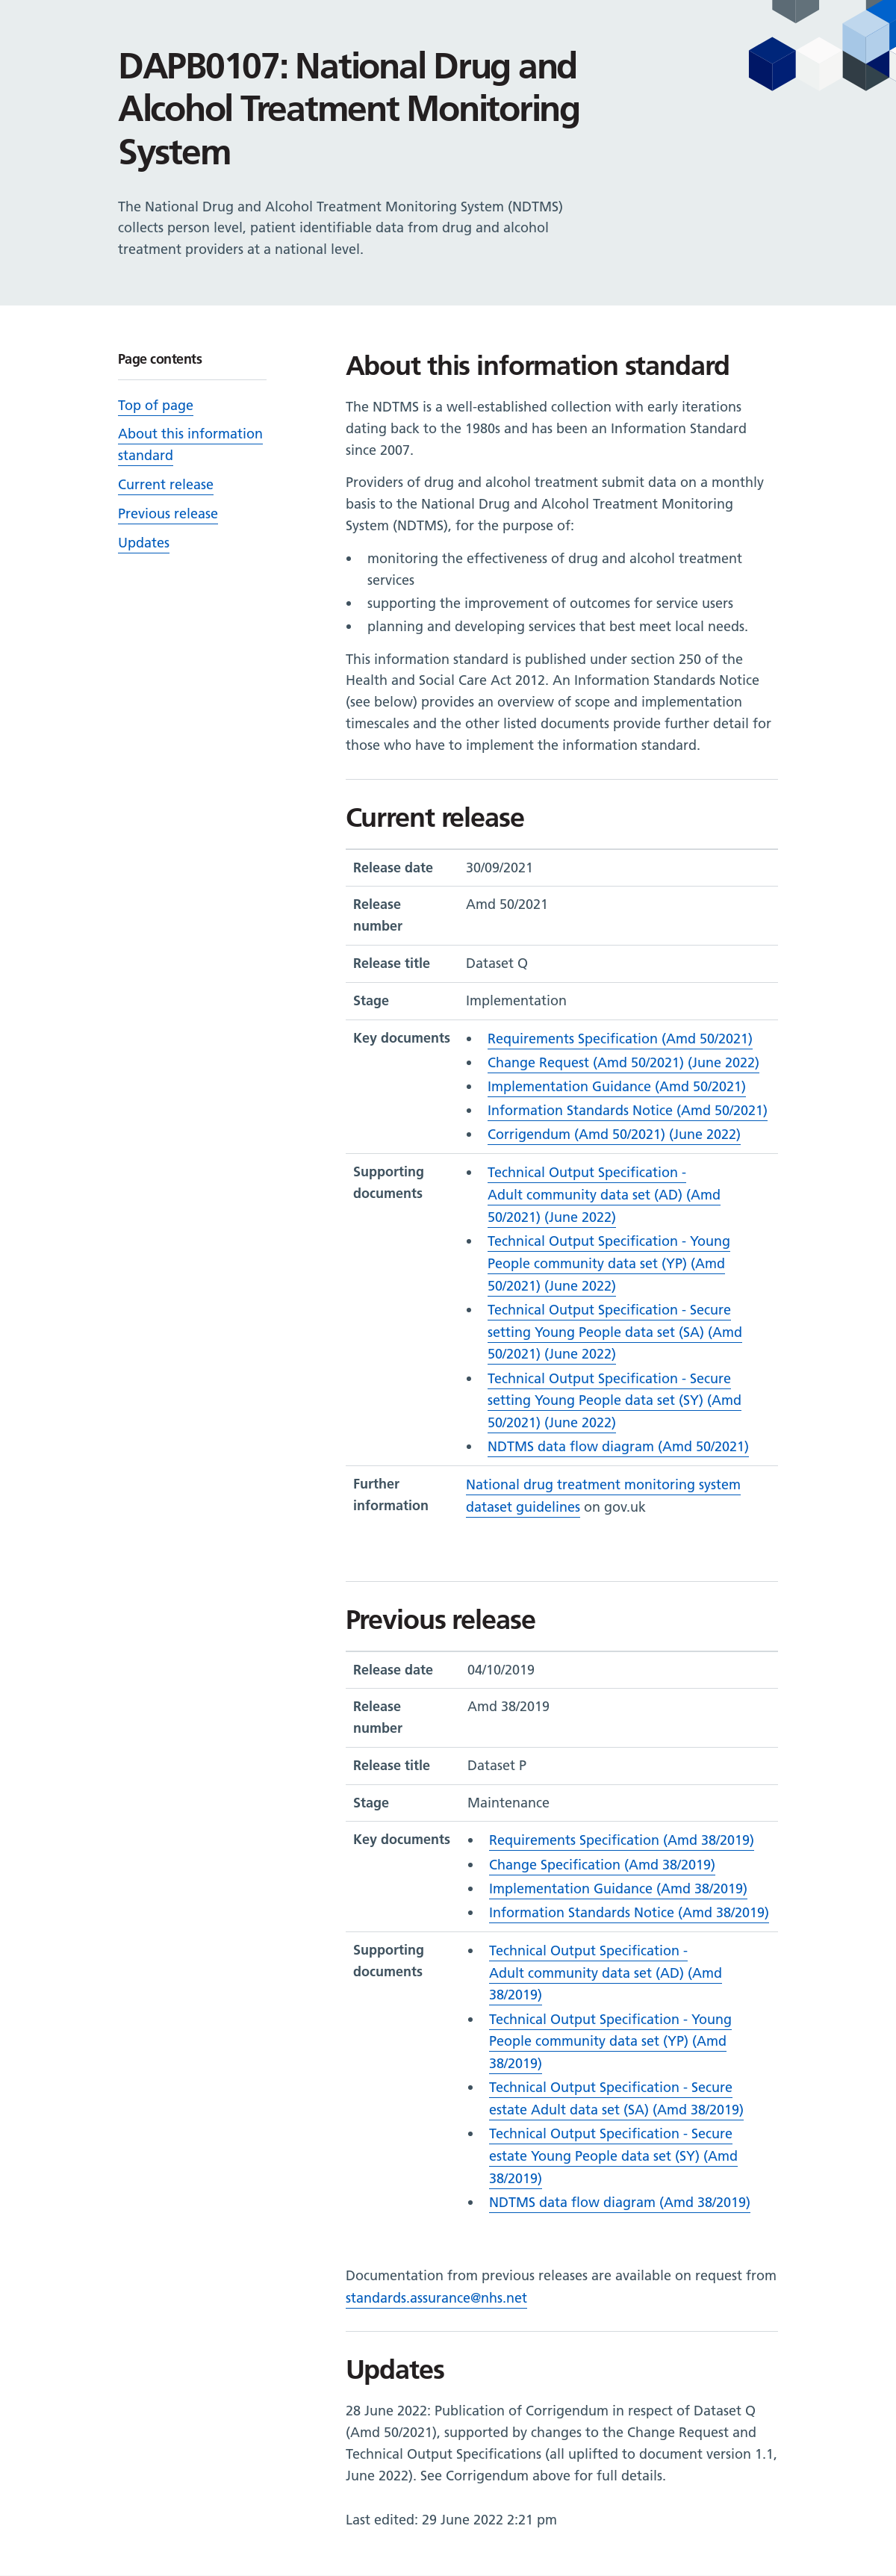 DAPB0107: National Drug and
Alcohol Treatment Monitoring
System
The National Drug and Alcohol Treatment Monitoring System (NDTMS)
collects person level, patient identifiable data from drug and alcohol
treatment providers at a national level.
Page contents
Top of page
About this information
standard
Current release
Previous release
Updates
About this information standard
The NDTMS is a well-established collection with early iterations
dating back to the 1980s and has been an Information Standard
since 2007.
Providers of drug and alcohol treatment submit data on a monthly
basis to the National Drug and Alcohol Treatment Monitoring
System (NDTMS), for the purpose of:
• monitoring the effectiveness of drug and alcohol treatment
services
• supporting the improvement of outcomes for service users
• planning and developing services that best meet local needs.
This information standard is published under section 250 of the
Health and Social Care Act 2012. An Information Standards Notice
(see below) provides an overview of scope and implementation
timescales and the other listed documents provide further detail for
those who have to implement the information standard.
Current release
Release date 30/09/2021
Release Amd 50/2021
number
Release title Dataset Q
Stage Implementation
Key documents • Requirements Specification (Amd 50/2021)
• Change Request (Amd 50/2021) (June 2022)
• Implementation Guidance (Amd 50/2021)
• Information Standards Notice (Amd 50/2021)
• Corrigendum (Amd 50/2021) (June 2022)
Supporting • Technical Output Specification -
documents Adult community data set (AD) (Amd
50/2021) (June 2022)
• Technical Output Specification - Young
People community data set (YP) (Amd
50/2021) (June 2022)
• Technical Output Specification - Secure
setting Young People data set (SA) (Amd
50/2021) (June 2022)
• Technical Output Specification - Secure
setting Young People data set (SY) (Amd
50/2021) (June 2022)
• NDTMS data flow diagram (Amd 50/2021)
Further National drug treatment monitoring system
information dataset guidelines on gov.uk
Previous release
Release date 04/10/2019
Release Amd 38/2019
number
Release title Dataset P
Stage Maintenance
Key documents • Requirements Specification (Amd 38/2019)
• Change Specification (Amd 38/2019)
• Implementation Guidance (Amd 38/2019)
• Information Standards Notice (Amd 38/2019)
Supporting • Technical Output Specification -
documents Adult community data set (AD) (Amd
38/2019)
• Technical Output Specification - Young
People community data set (YP) (Amd
38/2019)
• Technical Output Specification - Secure
estate Adult data set (SA) (Amd 38/2019)
• Technical Output Specification - Secure
estate Young People data set (SY) (Amd
38/2019)
• NDTMS data flow diagram (Amd 38/2019)
Documentation from previous releases are available on request from
standards.assurance@nhs.net
Updates
28 June 2022: Publication of Corrigendum in respect of Dataset Q
(Amd 50/2021), supported by changes to the Change Request and
Technical Output Specifications (all uplifted to document version 1.1,
June 2022). See Corrigendum above for full details.
Last edited: 29 June 2022 2:21 pm